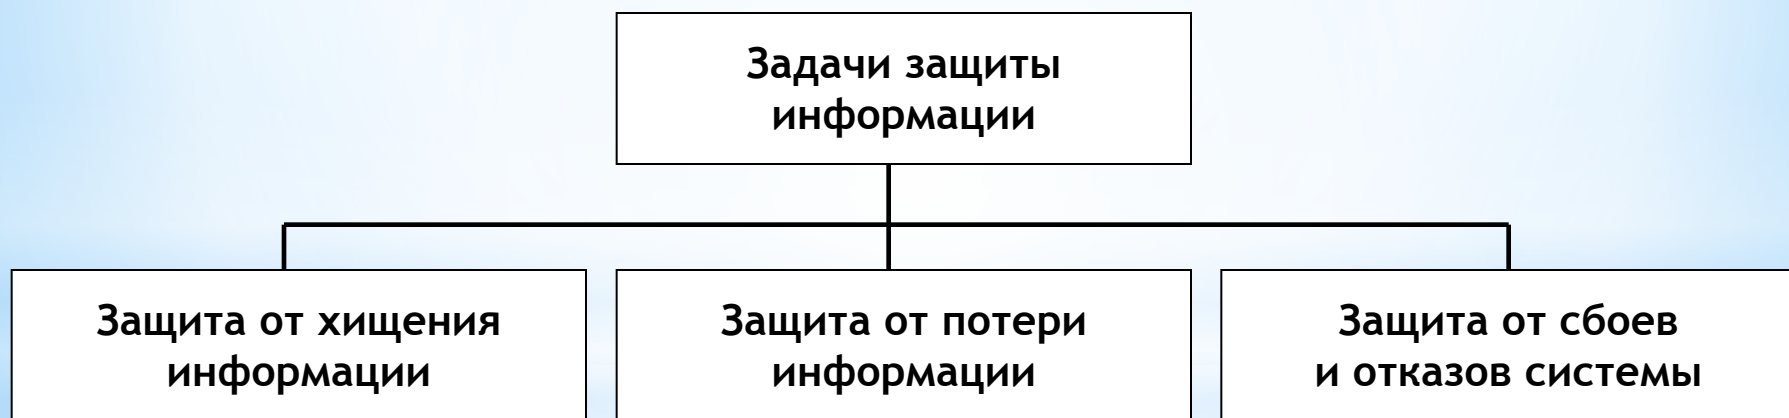 Задачи защиты
информации
Защита от хищения
информации
Защита от потери
информации
Защита от сбоев
и отказов системы